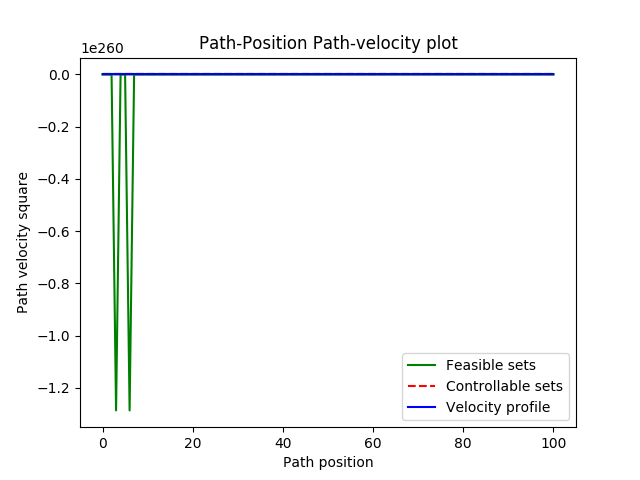 Path-Position Path-velocity plot
1e260
0.0
−0.2
−0.4
−0.6
−0.8
−1.0
−1.2
Path velocity square
0 20 40 60 80 100
Path position
Feasible sets
Controllable sets
Velocity profile